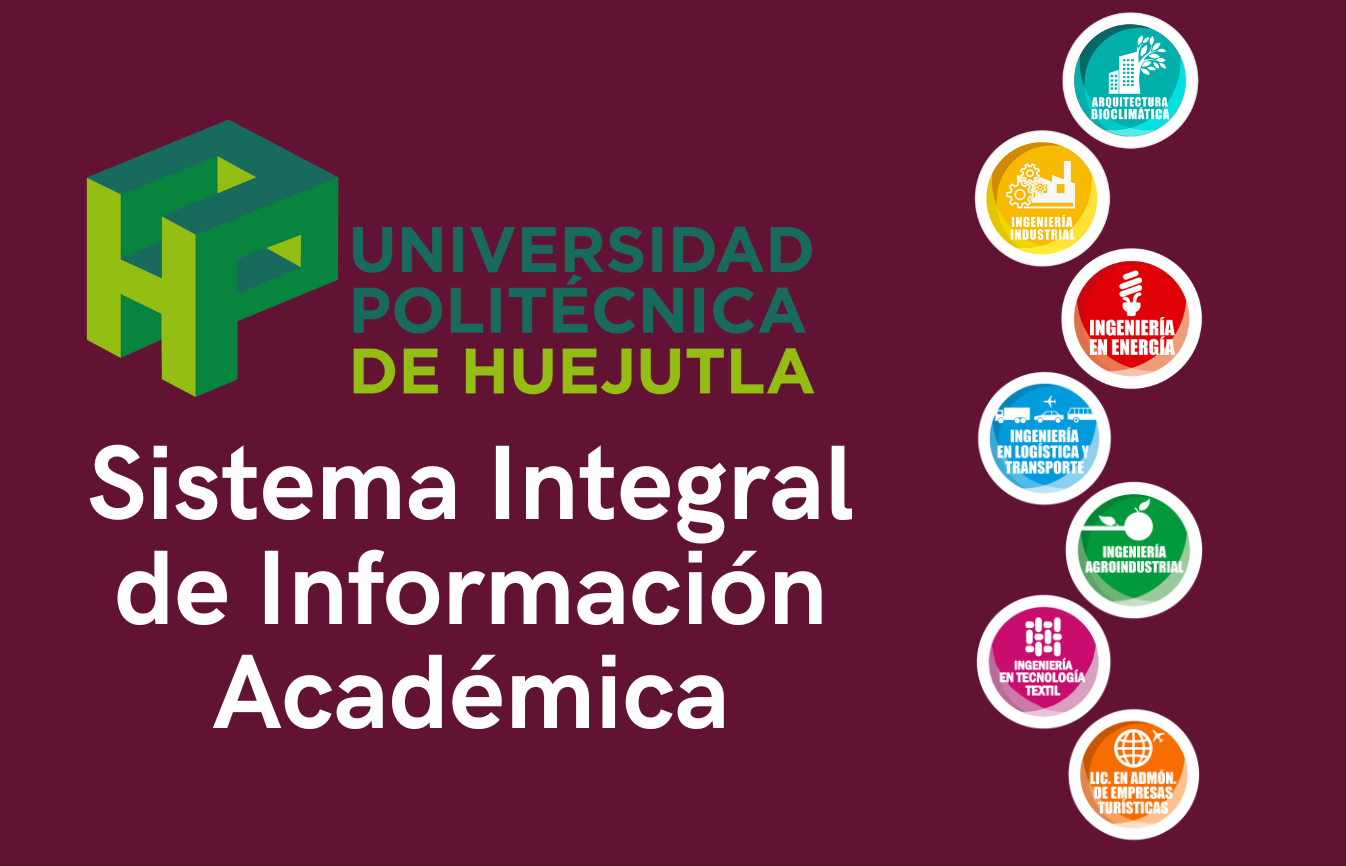 UNIVERSIDAD
POLITÉCNICA
DE HUEJUTLA
Sistema Integral
de Información
Académica
ARQUITECTURA
BIOCLIMÁTICA
INGENIERÍA
INDUSTRIAL
INGENIERÍA
EN ENERGÍA
INGENIERÍA
EN LOGÍSTICA Y
TRANSPORTE
INGENIERÍA
AGROINDUSTRIAL
INGENIERÍA
EN TECNOLOGÍA
TEXTIL
LIC. EN ADMÓN.
DE EMPRESAS
TURÍSTICAS